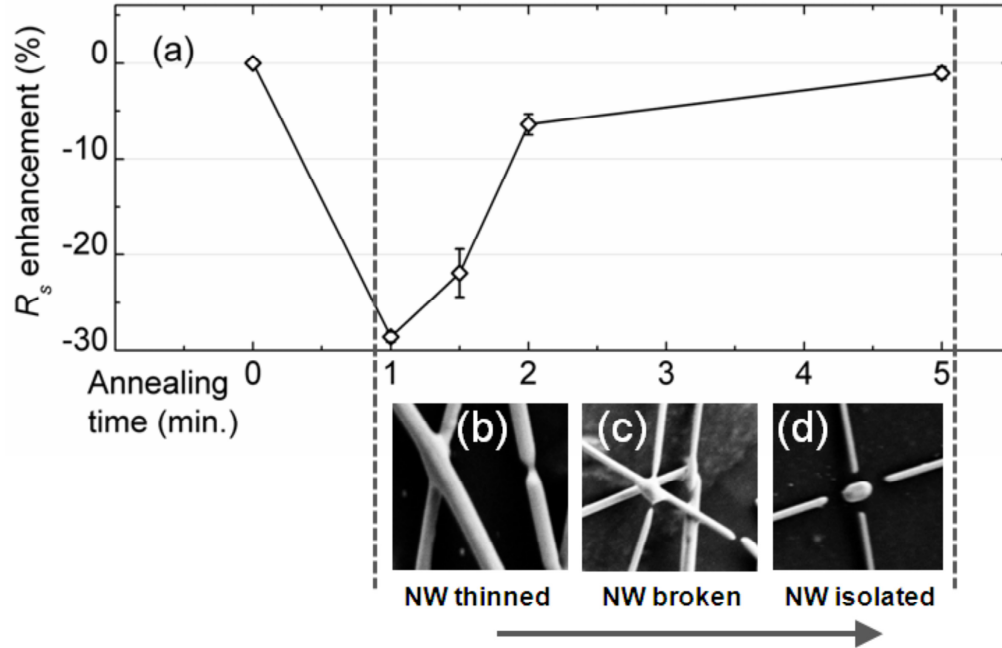 (a)
R_s enhancement (%)
0
-10
-20
-30
Annealing time (min.)
0 1 2 3 4 5
(b) (c) (d)
NW thinned NW broken NW isolated